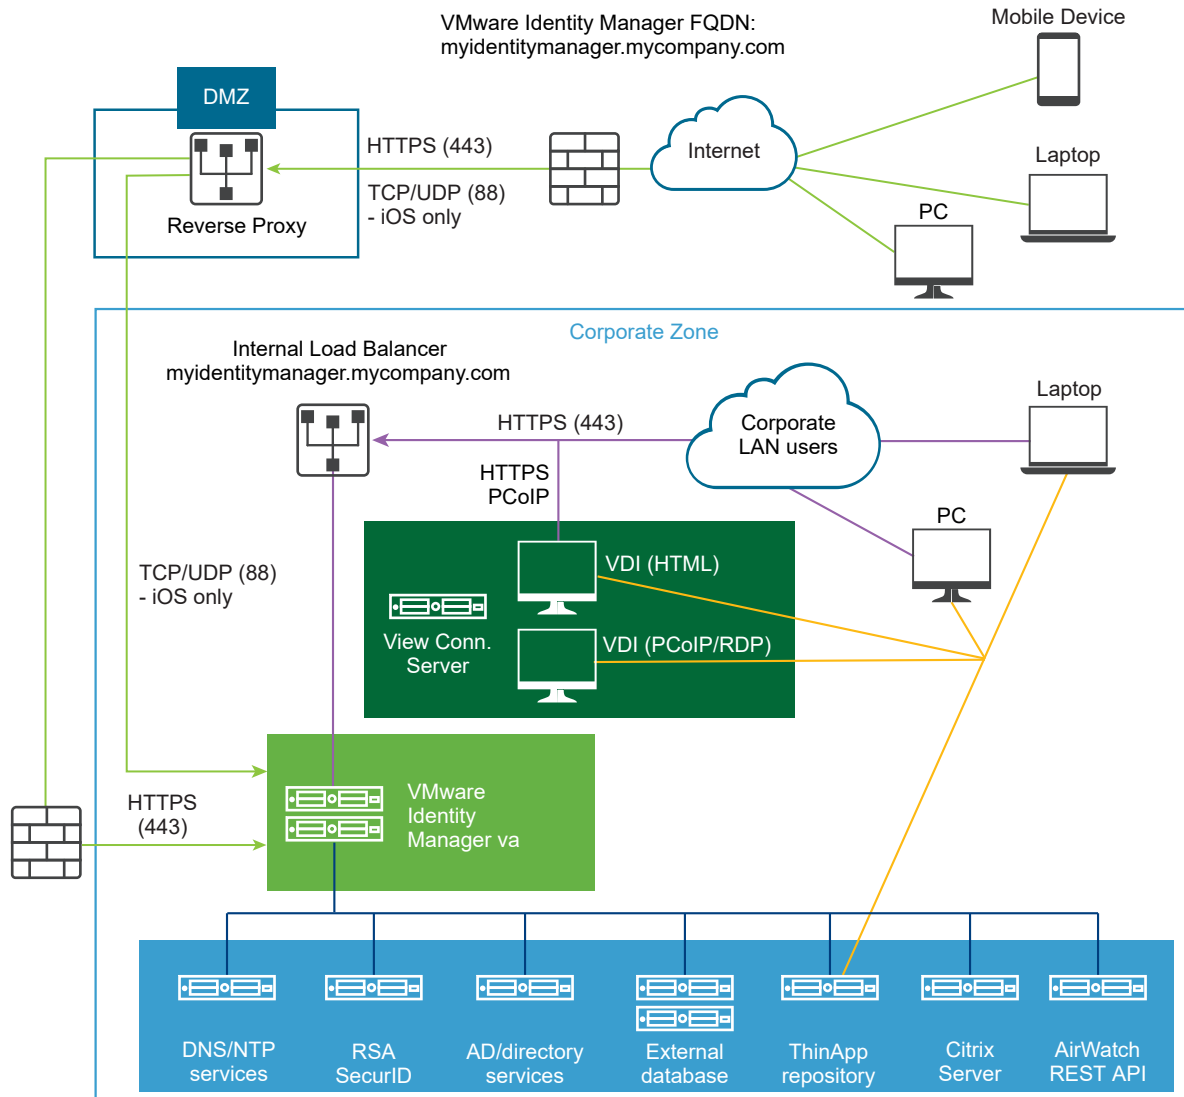 VMware Identity Manager FQDN:
myidentitymanager.mycompany.com
Mobile Device
DMZ
HTTPS (443)
Internet
Laptop
TCP/UDP (88)
- iOS only
Reverse Proxy
PC
Corporate Zone
Internal Load Balancer
myidentitymanager.mycompany.com
Laptop
HTTPS (443)
Corporate
LAN users
HTTPS
PCoIP
PC
VDI (HTML)
TCP/UDP (88)
- iOS only
View Conn.
Server
VDI (PCoIP/RDP)
HTTPS
(443)
VMware
Identity
Manager va
DNS/NTP
services
RSA
SecurID
AD/directory
services
External
database
ThinApp
repository
Citrix
Server
AirWatch
REST API